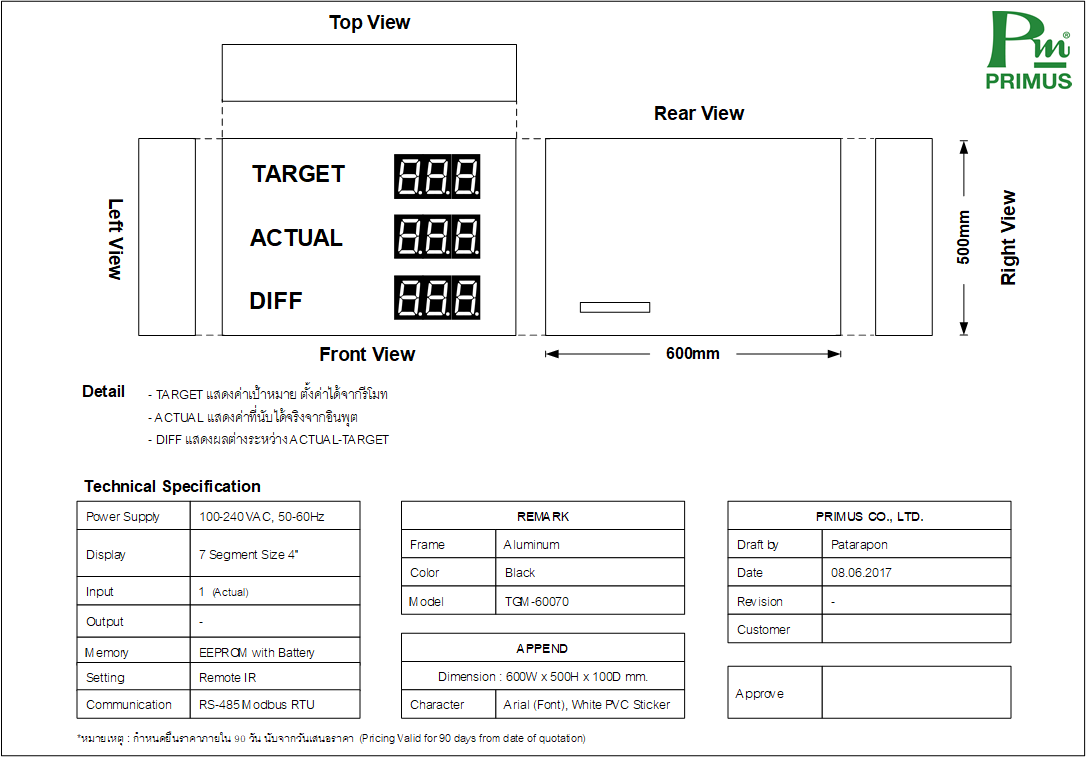 Top View
Pm®
PRIMUS
Rear View
TARGET 8.8.8.
ACTUAL 8.8.8.
DIFF 8.8.8.
Left View
500mm
Right View
Front View
600mm
Detail
- TARGET แสดงค่าเป้าหมาย ตั้งค่าได้จากรีโมท
- ACTUAL แสดงค่าที่นับได้จริงจากอินพุต
- DIFF แสดงผลต่างระหว่าง ACTUAL-TARGET
Technical Specification
Power Supply 100-240 VAC, 50-60Hz
Display 7 Segment Size 4"
Input 1 (Actual)
Output -
Memory EEPROM with Battery
Setting Remote IR
Communication RS-485 Modbus RTU
REMARK
Frame Aluminum
Color Black
Model TGM-60070
APPEND
Dimension : 600W x 500H x 100D mm.
Character Arial (Font), White PVC Sticker
PRIMUS CO., LTD.
Draft by Patarapon
Date 08.06.2017
Revision -
Customer
Approve
*หมายเหตุ : กำหนดยืนราคาภายใน 90 วัน นับจากวันเสนอราคา (Pricing Valid for 90 days from date of quotation)